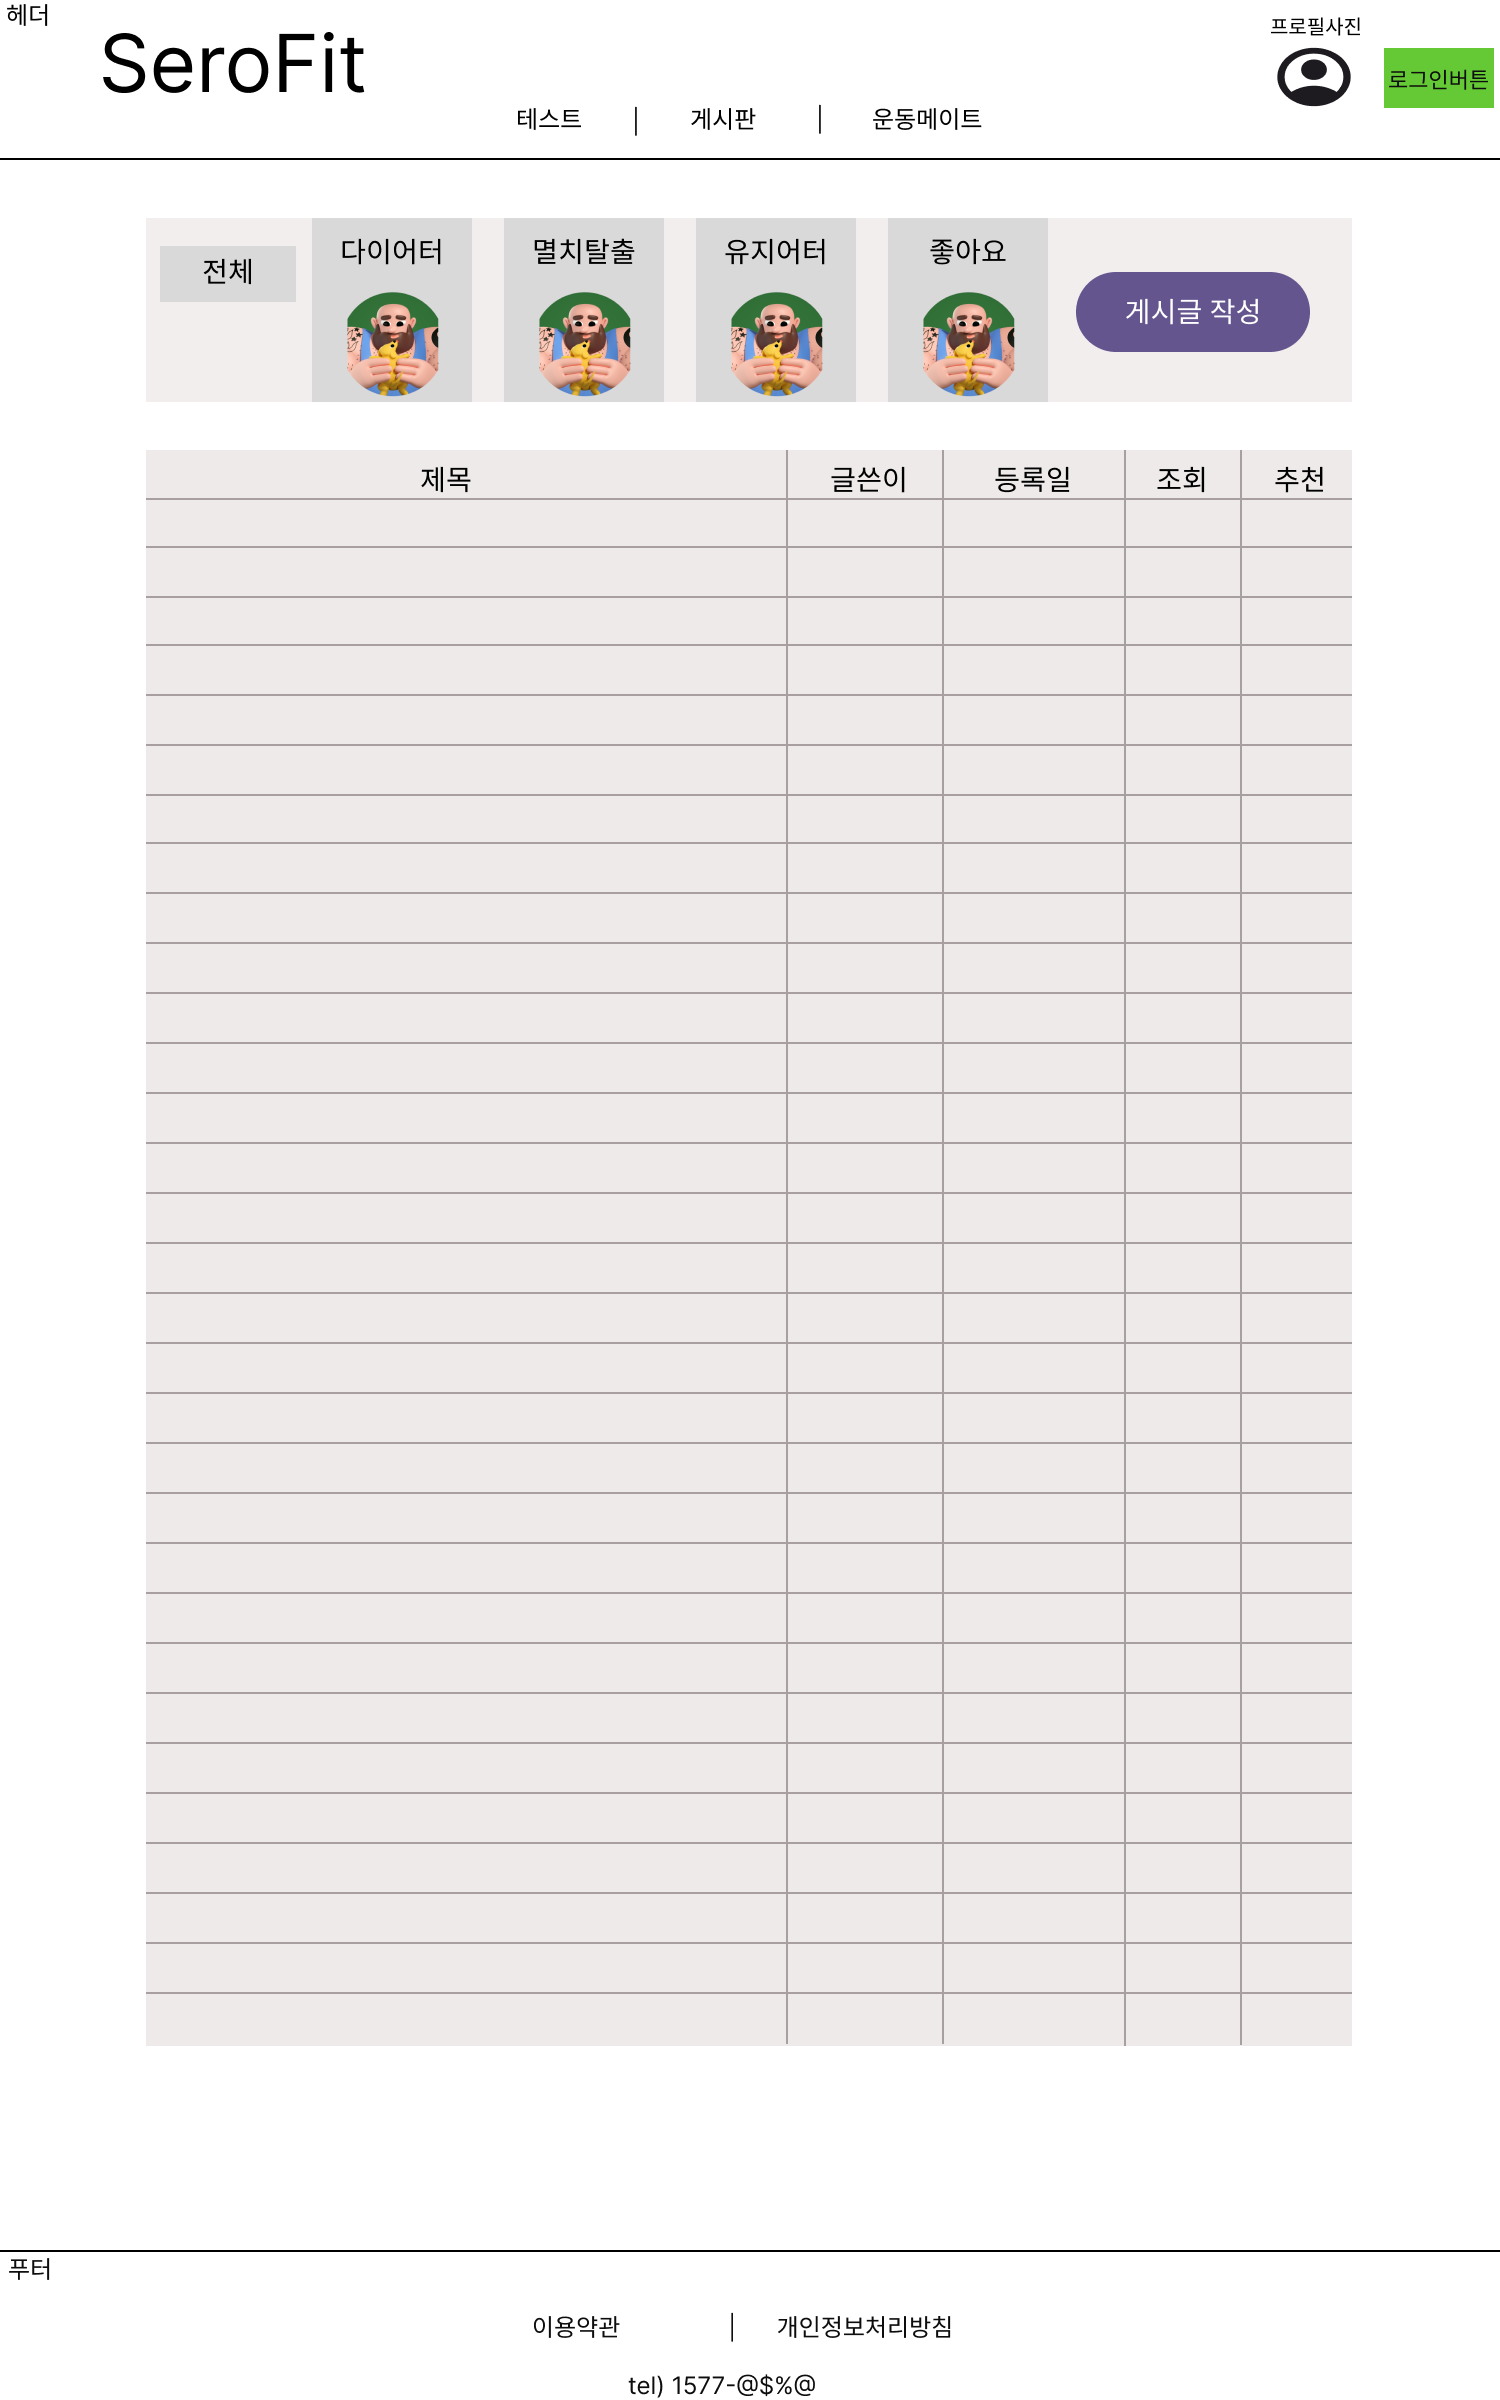 헤더
SeroFit
프로필사진
로그인버튼
테스트 | 게시판 | 운동메이트
전체
다이어터
멸치탈출
유지어터
좋아요
게시글 작성
제목 글쓴이 등록일 조회 추천
푸터
이용약관 | 개인정보처리방침
tel) 1577-@$%@